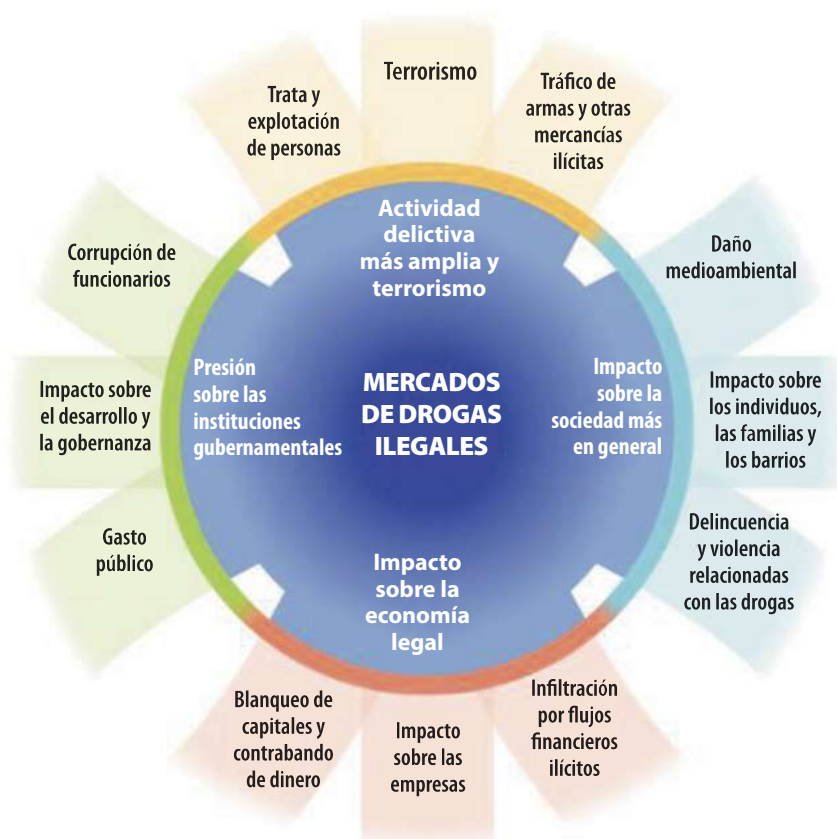 Terrorismo
Trata y
explotación
de personas
Tráfico de
armas y otras
mercancías
ilícitas
Actividad
delictiva
más amplia y
terrorismo
Corrupción de
funcionarios
Daño
medioambiental
Impacto sobre
el desarrollo y
la gobernanza
Presión
sobre las
instituciones
gubernamentales
MERCADOS
DE DROGAS
ILEGALES
Impacto
sobre la
sociedad más
en general
Impacto sobre
los individuos,
las familias y
los barrios
Gasto
público
Delincuencia
y violencia
relacionadas
con las drogas
Impacto
sobre la
economía
legal
Blanqueo de
capitales y
contrabando
de dinero
Impacto
sobre las
empresas
Infiltración
por flujos
financieros
ilícitos